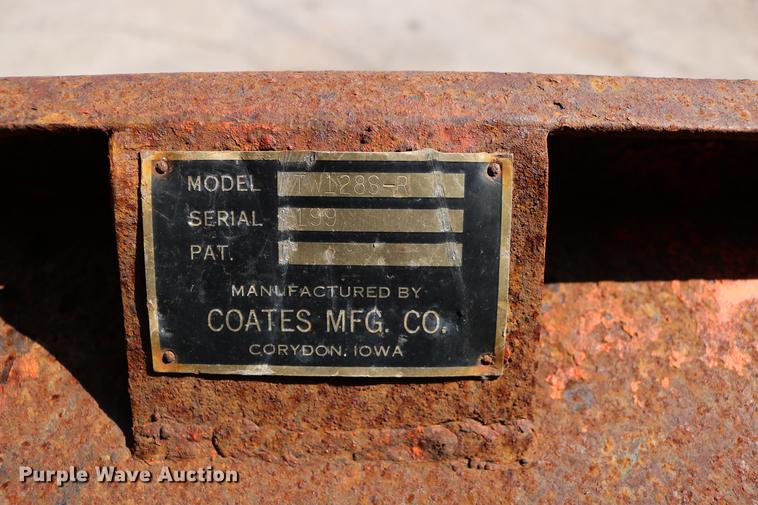 MODEL TW128S-R
SERIAL 199
PAT.
MANUFACTURED BY
COATES MFG. CO.
CORYDON, IOWA
Purple Wave Auction